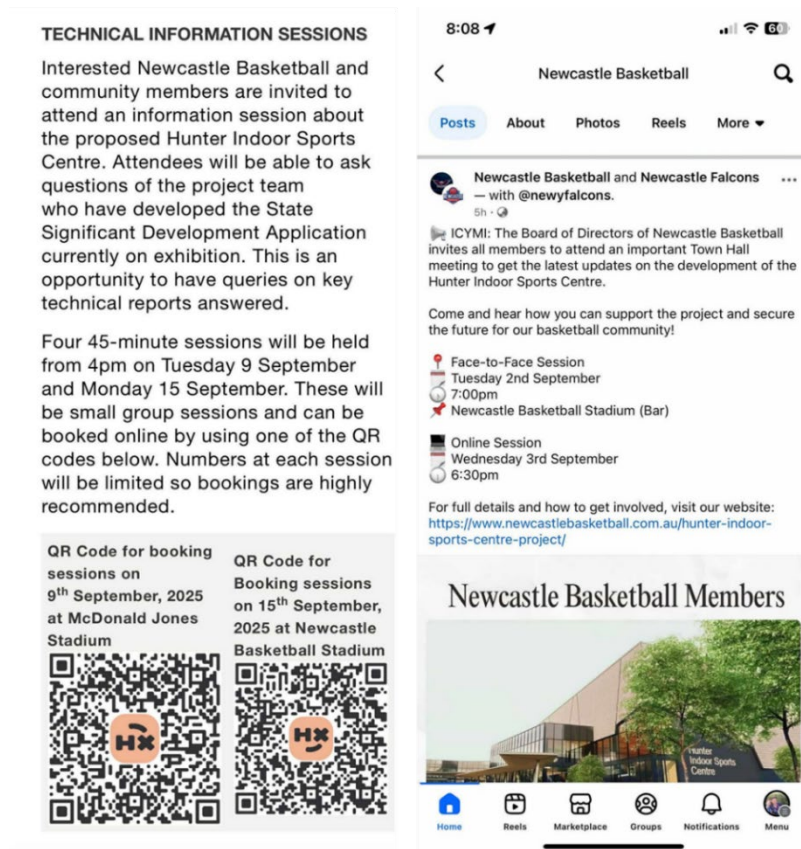 TECHNICAL INFORMATION SESSIONS
Interested Newcastle Basketball and
community members are invited to
attend an information session about
the proposed Hunter Indoor Sports
Centre. Attendees will be able to ask
questions of the project team
who have developed the State
Significant Development Application
currently on exhibition. This is an
opportunity to have queries on key
technical reports answered.
Four 45-minute sessions will be held
from 4pm on Tuesday 9 September
and Monday 15 September. These will
be small group sessions and can be
booked online by using one of the QR
codes below. Numbers at each session
will be limited so bookings are highly
recommended.
QR Code for booking
sessions on
9th September, 2025
at McDonald Jones
Stadium
HX
QR Code for
Booking sessions
on 15th September,
2025 at Newcastle
Basketball Stadium
HX
8:08
60
Newcastle Basketball
Posts About Photos Reels More
Newcastle Basketball and Newcastle Falcons
— with @newyfalcons.
5h ·
ICYMI: The Board of Directors of Newcastle Basketball
invites all members to attend an important Town Hall
meeting to get the latest updates on the development of the
Hunter Indoor Sports Centre.
Come and hear how you can support the project and secure
the future for our basketball community!
Face-to-Face Session
Tuesday 2nd September
7:00pm
Newcastle Basketball Stadium (Bar)
Online Session
Wednesday 3rd September
6:30pm
For full details and how to get involved, visit our website:
https://www.newcastlebasketball.com.au/hunter-indoor-
sports-centre-project/
Newcastle Basketball Members
Hunter
Indoor Sports
Centre
Home Reels Marketplace Groups Notifications Menu